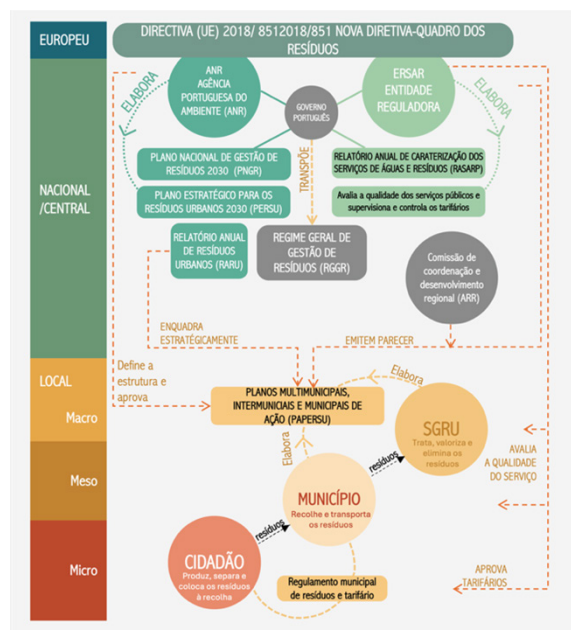 EUROPEU
DIRECTIVA (UE) 2018/ 8512018/851 NOVA DIRETIVA-QUADRO DOS
RESÍDUOS
ANR
AGÊNCIA
PORTUGUESA DO
AMBIENTE (ANR)
ELABORA
GOVERNO
PORTUGUÊS
ERSAR
ENTIDADE
REGULADORA
ELABORA
TRANSPÕE
PLANO NACIONAL DE GESTÃO DE
RESÍDUOS 2030 (PNGR)
RELATÓRIO ANUAL DE CARATERIZAÇÃO DOS
SERVIÇOS DE ÁGUAS E RESÍDUOS (RASARP)
NACIONAL
/CENTRAL
PLANO ESTRATÉGICO PARA OS
RESÍDUOS URBANOS 2030 (PERSU)
Avalia a qualidade dos serviços públicos e
supervisiona e controla os tarifários
RELATÓRIO ANUAL
DE RESÍDUOS
URBANOS (RARU)
REGIME GERAL DE
GESTÃO DE
RESÍDUOS (RGGR)
Comissão de
coordenação e
desenvolvimento
regional (ARR)
ENQUADRA
ESTRATÉGICAMENTE
EMITEM PARECER
Define a
estrutura e
aprova
LOCAL
Macro
PLANOS MULTIMUNICIPAIS,
INTERMUNICIAIS E MUNICIPAIS DE
AÇÃO (PAPERSU)
Elabora
SGRU
Trata, valoriza e
elimina os
resíduos
Elabora
AVALIA
A QUALIDADE
DO SERVIÇO
resíduos
Meso
MUNICÍPIO
Recolhe e transporta
os resíduos
resíduos
CIDADÃO
Produz, separa e
coloca os resíduos
à recolha
Micro
Regulamento municipal
de resíduos e tarifário
APROVA
TARIFÁRIOS